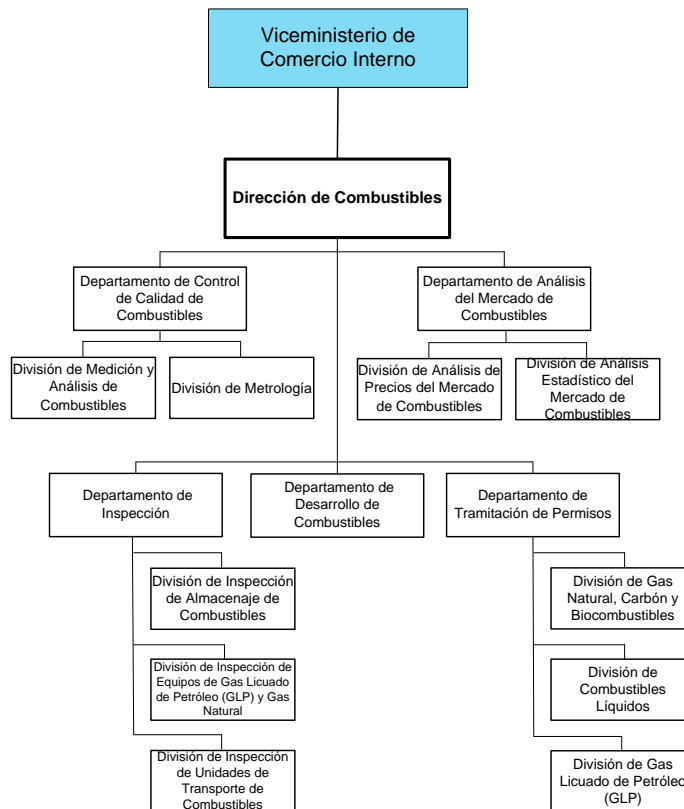 Viceministerio de
Comercio Interno
Dirección de Combustibles
Departamento de Control
de Calidad de
Combustibles
Departamento de Análisis
del Mercado de
Combustibles
División de Medición y
Análisis de
Combustibles
División de Metrología
División de Análisis de
Precios del Mercado
de Combustibles
División de Análisis
Estadístico del
Mercado de
Combustibles
Departamento de
Inspección
Departamento de
Desarrollo de
Combustibles
Departamento de
Tramitación de Permisos
División de Inspección
de Almacenaje de
Combustibles
División de Gas
Natural, Carbón y
Biocombustibles
División de Inspección de
Equipos de Gas Licuado
de Petróleo (GLP) y Gas
Natural
División
de
Combustibles
Líquidos
División de Inspección
de Unidades de
Transporte de
Combustibles
División de Gas
Licuado de Petróleo
(GLP)